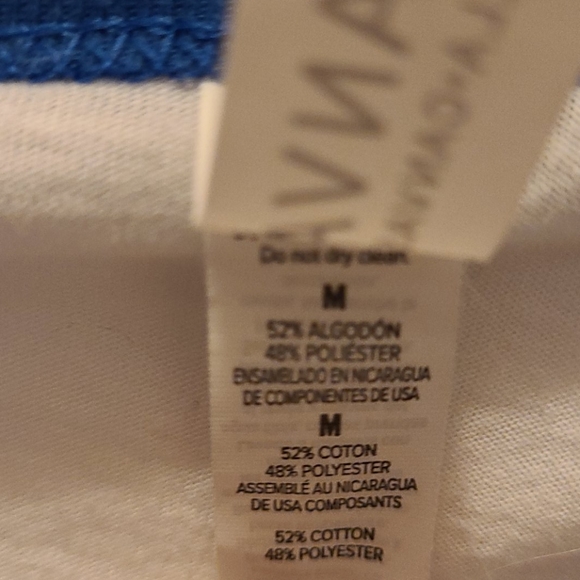 Do not dry clean.
M
52% ALGODÓN
48% POLIÉSTER
ENSAMBLADO EN NICARAGUA
DE COMPONENTES DE USA
M
52% COTON
48% POLYESTER
ASSEMBLÉ AU NICARAGUA
DE USA COMPOSANTS
52% COTTON
48% POLYESTER